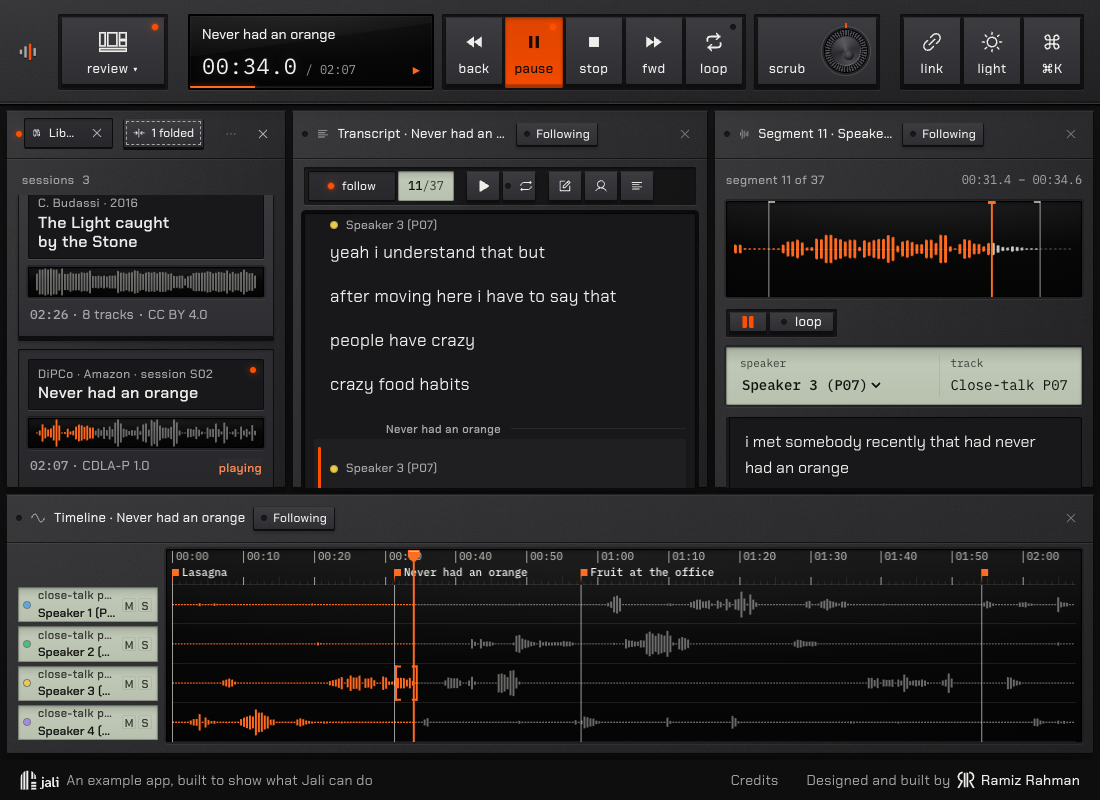 review
Never had an orange
00:34.0 / 02:07
back
pause
stop
fwd
loop
scrub
link
light
⌘K
Lib...
1 folded
...
sessions 3
C. Budassi · 2016
The Light caught
by the Stone
02:26 · 8 tracks · CC BY 4.0
DiPCo · Amazon · session S02
Never had an orange
02:07 · CDLA-P 1.0
playing
Transcript · Never had an ...
Following
follow
11/37
Speaker 3 (P07)
yeah i understand that but
after moving here i have to say that
people have crazy
crazy food habits
Never had an orange
Speaker 3 (P07)
Segment 11 · Speake...
Following
segment 11 of 37
00:31.4 – 00:34.6
loop
speaker
Speaker 3 (P07)
track
Close-talk P07
i met somebody recently that had never
had an orange
Timeline · Never had an orange
Following
00:00
00:10
00:20
00:40
00:50
01:00
01:10
01:20
01:30
01:40
01:50
02:00
Lasagna
Never had an orange
Fruit at the office
close-talk p...
Speaker 1 (P...
M S
close-talk p...
Speaker 2 (...
M S
close-talk p...
Speaker 3 (...
M S
close-talk p...
Speaker 4 (...
M S
jali An example app, built to show what Jali can do
Credits
Designed and built by Ramiz Rahman